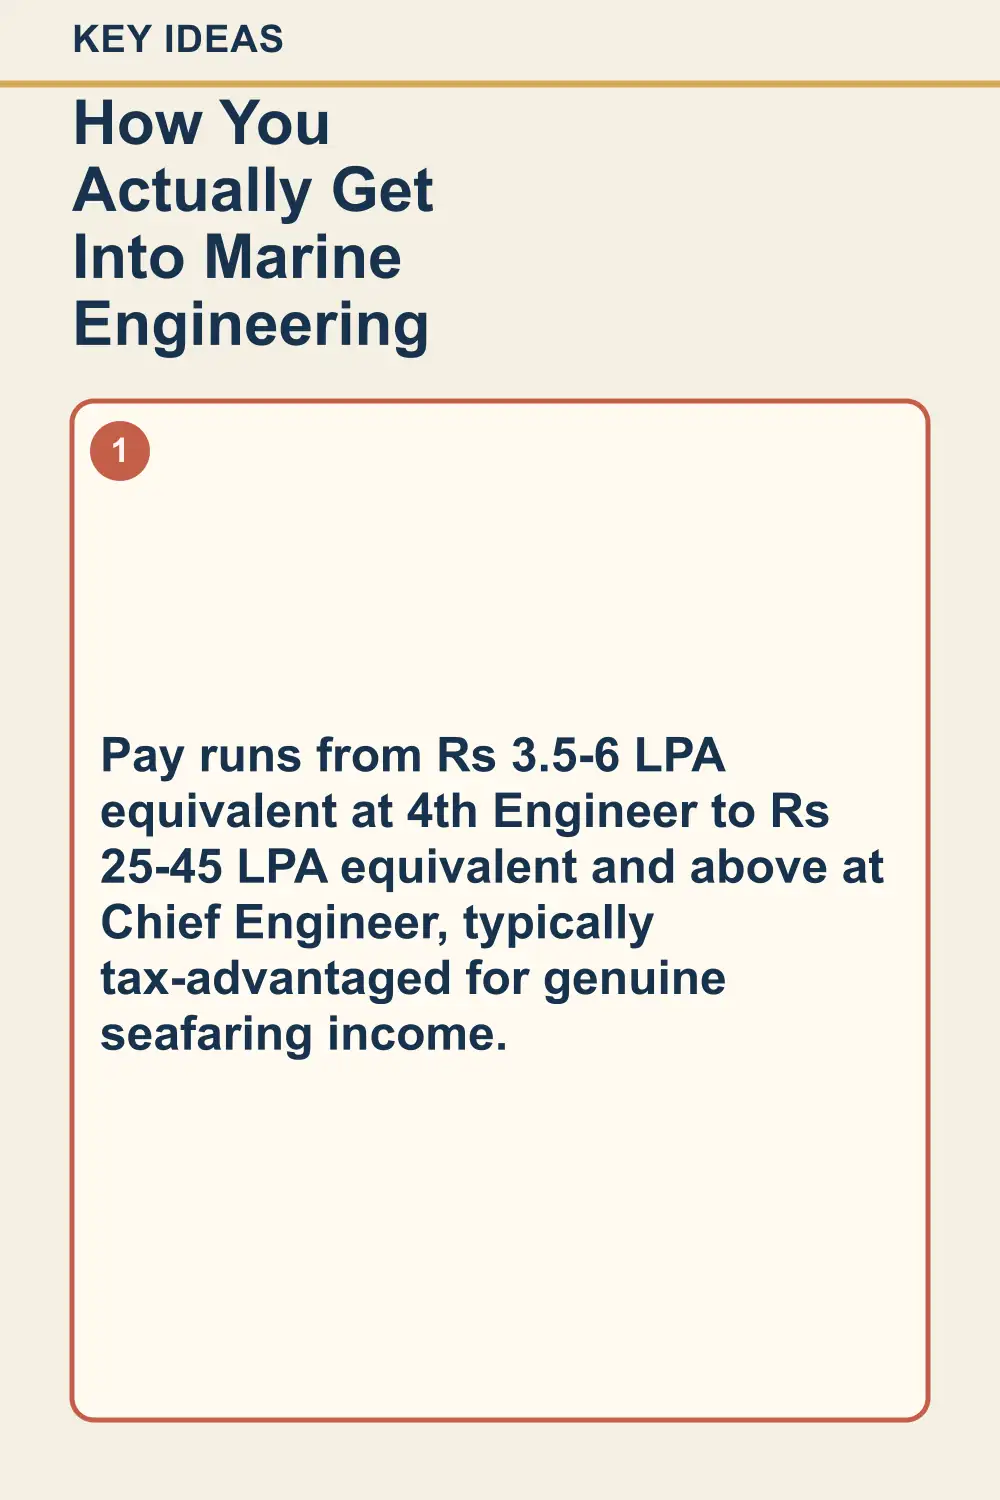 KEY IDEAS
How You
Actually Get
Into Marine
Engineering
1
Pay runs from Rs 3.5-6 LPA
equivalent at 4th Engineer to Rs
25-45 LPA equivalent and above at
Chief Engineer, typically
tax-advantaged for genuine
seafaring income.